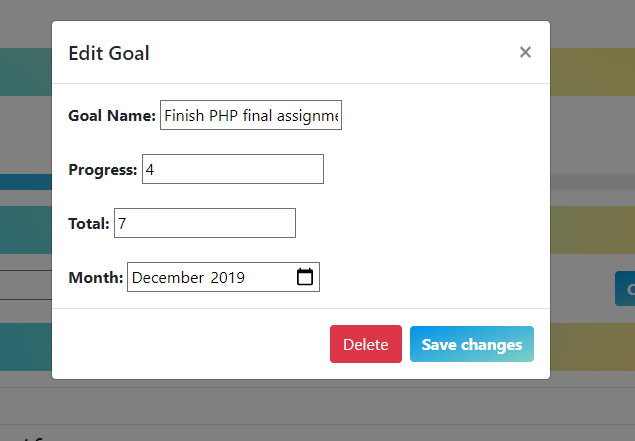 Edit Goal ×
Goal Name: Finish PHP final assignme
Progress: 4
Total: 7
Month: December 2019
Delete Save changes